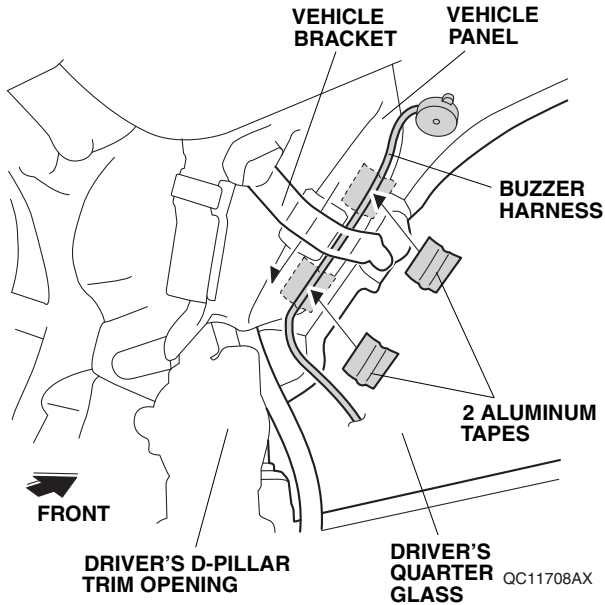 VEHICLE
BRACKET
VEHICLE
PANEL
BUZZER
HARNESS
2 ALUMINUM
TAPES
FRONT
DRIVER'S D-PILLAR
TRIM OPENING
DRIVER'S
QUARTER
GLASS
QC11708AX